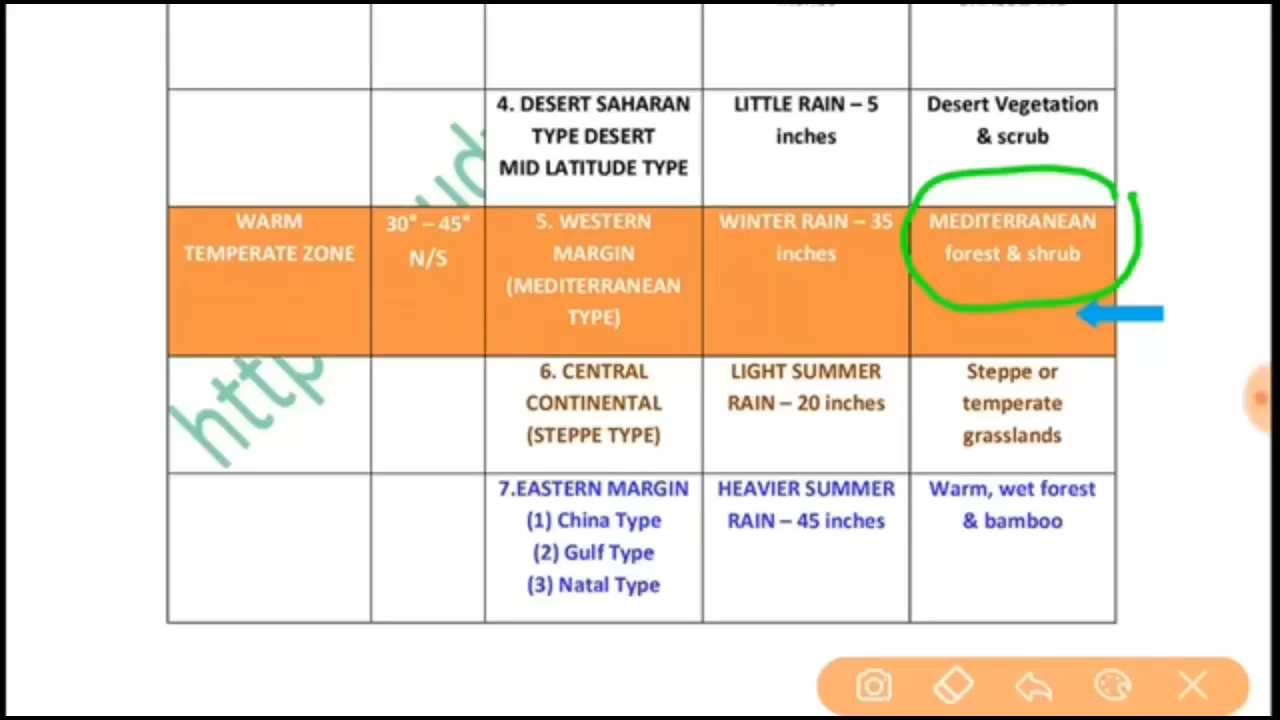 4. DESERT SAHARAN
TYPE DESERT
MID LATITUDE TYPE
LITTLE RAIN – 5
inches
Desert Vegetation
& scrub
WARM
TEMPERATE ZONE
30° – 45°
N/S
5. WESTERN
MARGIN
(MEDITERRANEAN
TYPE)
WINTER RAIN – 35
inches
MEDITERRANEAN
forest & shrub
6. CENTRAL
CONTINENTAL
(STEPPE TYPE)
LIGHT SUMMER
RAIN – 20 inches
Steppe or
temperate
grasslands
7.EASTERN MARGIN
(1) China Type
(2) Gulf Type
(3) Natal Type
HEAVIER SUMMER
RAIN – 45 inches
Warm, wet forest
& bamboo
http